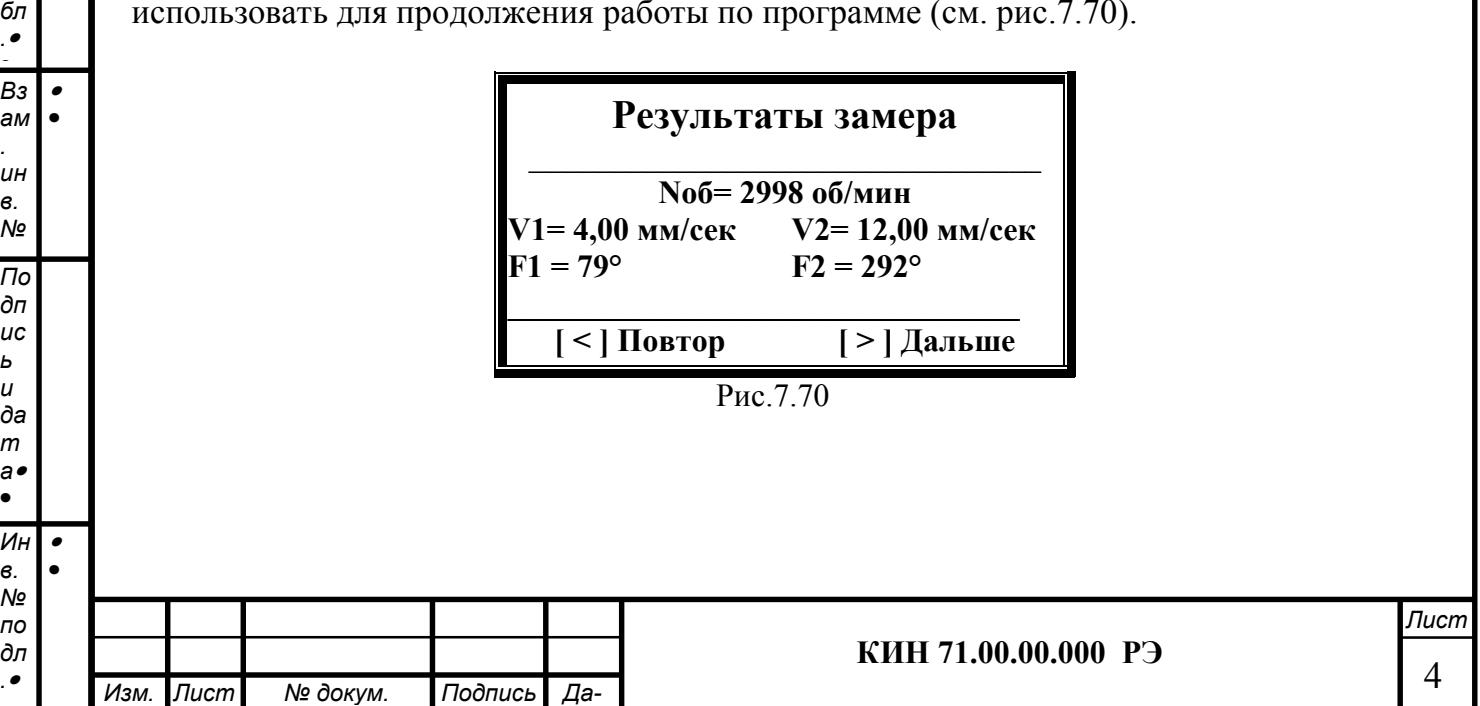 использовать для продолжения работы по программе (см. рис.7.70).
Результаты замера
Nоб= 2998 об/мин
V1= 4,00 мм/сек V2= 12,00 мм/сек
F1 = 79° F2 = 292°
[ < ] Повтор [ > ] Дальше
Рис.7.70
бл
.
Вз
ам
.
ин
в.
№
По
дп
ис
ь
и
да
т
а
Ин
в.
№
по
дл
.
Изм. Лист № докум. Подпись Да-
КИН 71.00.00.000 РЭ
Лист
4